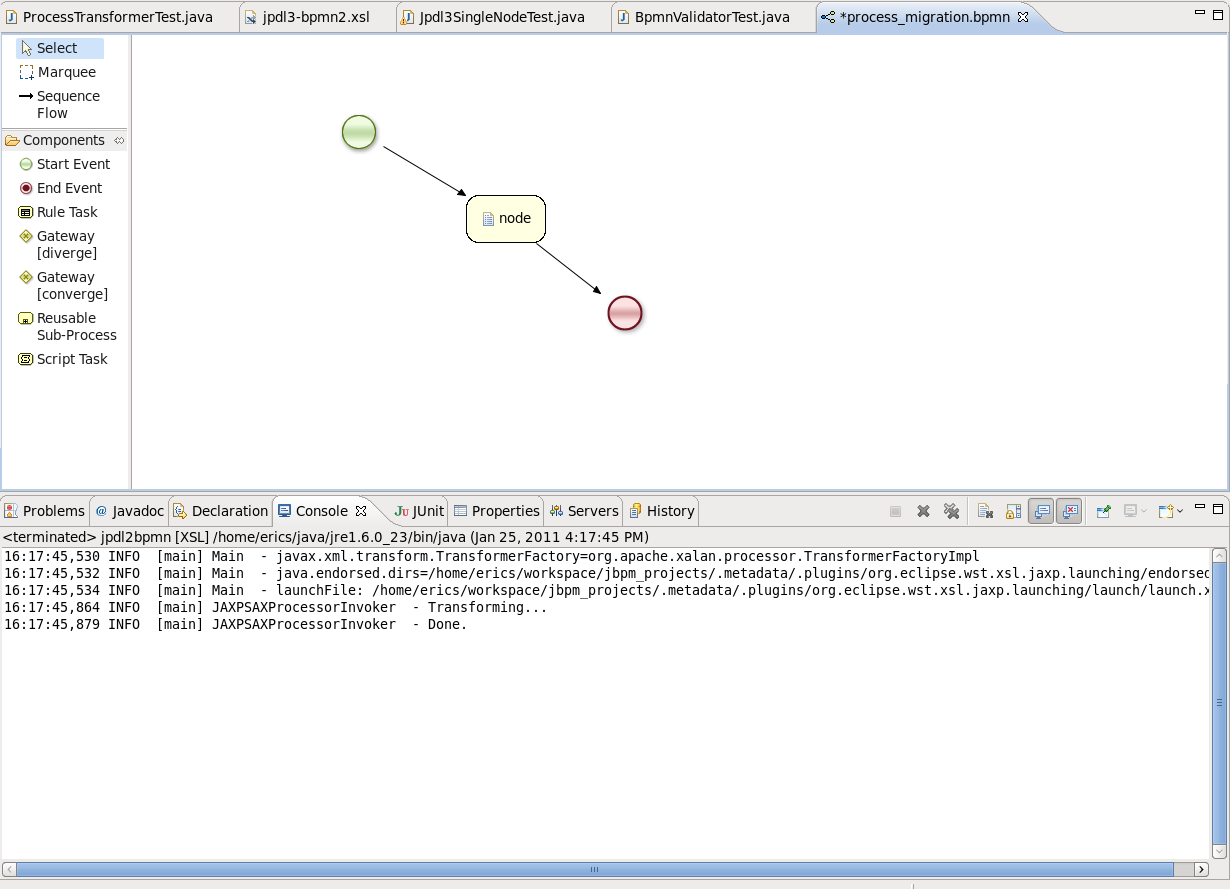 ProcessTransformerTest.java
jpdl3-bpmn2.xsl
Jpdl3SingleNodeTest.java
BpmnValidatorTest.java
*process_migration.bpmn
Select
Marquee
Sequence
Flow
Components
Start Event
End Event
Rule Task
Gateway
[diverge]
Gateway
[converge]
Reusable
Sub-Process
Script Task
node
Problems
@ Javadoc
Declaration
Console
JUnit
Properties
Servers
History
<terminated> jpdl2bpmn [XSL] /home/erics/java/jre1.6.0_23/bin/java (Jan 25, 2011 4:17:45 PM)
16:17:45,530 INFO  [main] Main  - javax.xml.transform.TransformerFactory=org.apache.xalan.processor.TransformerFactoryImpl
16:17:45,532 INFO  [main] Main  - java.endorsed.dirs=/home/erics/workspace/jbpm_projects/.metadata/.plugins/org.eclipse.wst.xsl.jaxp.launching/endorsed
16:17:45,534 INFO  [main] Main  - launchFile: /home/erics/workspace/jbpm_projects/.metadata/.plugins/org.eclipse.wst.xsl.jaxp.launching/launch/launch.x
16:17:45,864 INFO  [main] JAXPSAXProcessorInvoker  - Transforming...
16:17:45,879 INFO  [main] JAXPSAXProcessorInvoker  - Done.